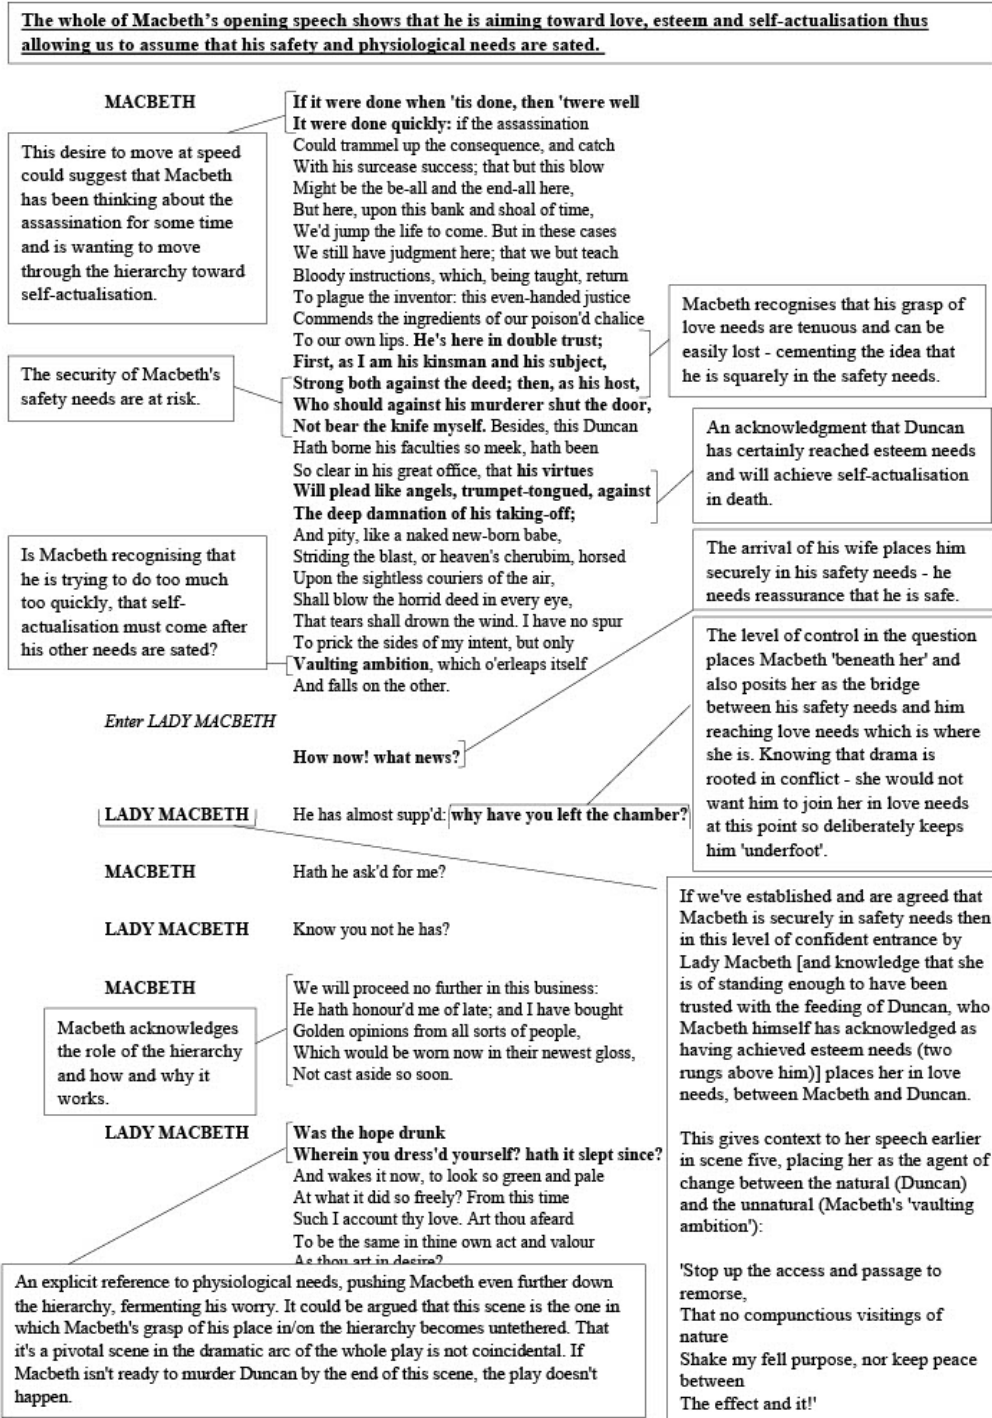 The whole of Macbeth's opening speech shows that he is aiming toward love, esteem and self-actualisation thus
allowing us to assume that his safety and physiological needs are sated.
MACBETH
If it were done when 'tis done, then 'twere well
It were done quickly: if the assassination
Could trammel up the consequence, and catch
With his surcease success; that but this blow
Might be the be-all and the end-all here,
But here, upon this bank and shoal of time,
We'd jump the life to come. But in these cases
We still have judgment here; that we but teach
Bloody instructions, which, being taught, return
To plague the inventor: this even-handed justice
Commends the ingredients of our poison'd chalice
To our own lips. He's here in double trust;
First, as I am his kinsman and his subject,
Strong both against the deed; then, as his host,
Who should against his murderer shut the door,
Not bear the knife myself. Besides, this Duncan
Hath borne his faculties so meek, hath been
So clear in his great office, that his virtues
Will plead like angels, trumpet-tongued, against
The deep damnation of his taking-off;
And pity, like a naked new-born babe,
Striding the blast, or heaven's cherubim, horsed
Upon the sightless couriers of the air,
Shall blow the horrid deed in every eye,
That tears shall drown the wind. I have no spur
To prick the sides of my intent, but only
Vaulting ambition, which o'erleaps itself
And falls on the other.
This desire to move at speed
could suggest that Macbeth
has been thinking about the
assassination for some time
and is wanting to move
through the hierarchy toward
self-actualisation.
The security of Macbeth's
safety needs are at risk.
Is Macbeth recognising that
he is trying to do too much
too quickly, that self-
actualisation must come after
his other needs are sated?
Macbeth recognises that his grasp of
love needs are tenuous and can be
easily lost - cementing the idea that
he is squarely in the safety needs.
An acknowledgment that Duncan
has certainly reached esteem needs
and will achieve self-actualisation
in death.
The arrival of his wife places him
securely in his safety needs - he
needs reassurance that he is safe.
The level of control in the question
places Macbeth 'beneath her' and
also posits her as the bridge
between his safety needs and him
reaching love needs which is where
she is. Knowing that drama is
rooted in conflict - she would not
want him to join her in love needs
at this point so deliberately keeps
him 'underfoot'.
Enter LADY MACBETH
How now! what news?
LADY MACBETH
He has almost supp'd: why have you left the chamber?
MACBETH
Hath he ask'd for me?
LADY MACBETH
Know you not he has?
MACBETH
We will proceed no further in this business:
He hath honour'd me of late; and I have bought
Golden opinions from all sorts of people,
Which would be worn now in their newest gloss,
Not cast aside so soon.
Macbeth acknowledges
the role of the hierarchy
and how and why it
works.
LADY MACBETH
Was the hope drunk
Wherein you dress'd yourself? hath it slept since?
And wakes it now, to look so green and pale
At what it did so freely? From this time
Such I account thy love. Art thou afeard
To be the same in thine own act and valour
As thou art in desire?
An explicit reference to physiological needs, pushing Macbeth even further down
the hierarchy, fermenting his worry. It could be argued that this scene is the one in
which Macbeth's grasp of his place in/on the hierarchy becomes untethered. That
it's a pivotal scene in the dramatic arc of the whole play is not coincidental. If
Macbeth isn't ready to murder Duncan by the end of this scene, the play doesn't
happen.
If we've established and are agreed that
Macbeth is securely in safety needs then
in this level of confident entrance by
Lady Macbeth [and knowledge that she
is of standing enough to have been
trusted with the feeding of Duncan, who
Macbeth himself has acknowledged as
having achieved esteem needs (two
rungs above him)] places her in love
needs, between Macbeth and Duncan.
This gives context to her speech earlier
in scene five, placing her as the agent of
change between the natural (Duncan)
and the unnatural (Macbeth's 'vaulting
ambition'):
'Stop up the access and passage to
remorse,
That no compunctious visitings of
nature
Shake my fell purpose, nor keep peace
between
The effect and it!'